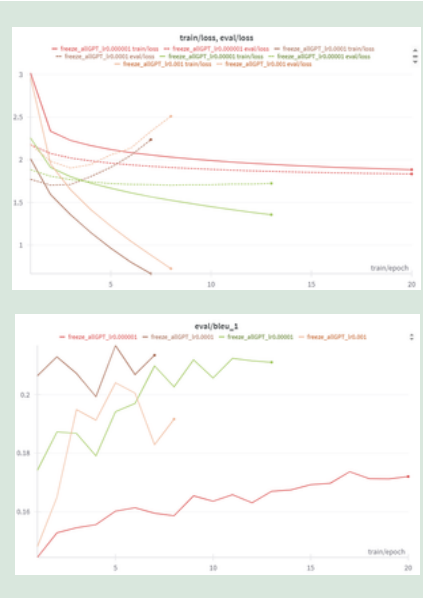 train/loss, eval/loss
freeze_allGPT_lr0.000001 train/loss freeze_allGPT_lr0.000001 eval/loss freeze_allGPT_lr0.0001 train/loss
freeze_allGPT_lr0.0001 eval/loss freeze_allGPT_lr0.00001 train/loss freeze_allGPT_lr0.00001 eval/loss
freeze_allGPT_lr0.001 train/loss freeze_allGPT_lr0.001 eval/loss
3
2.5
2
1.5
1
train/epoch
5 10 15 20
eval/bleu_1
freeze_allGPT_lr0.000001 freeze_allGPT_lr0.0001 freeze_allGPT_lr0.00001 freeze_allGPT_lr0.001
0.2
0.18
0.16
train/epoch
5 10 15 20